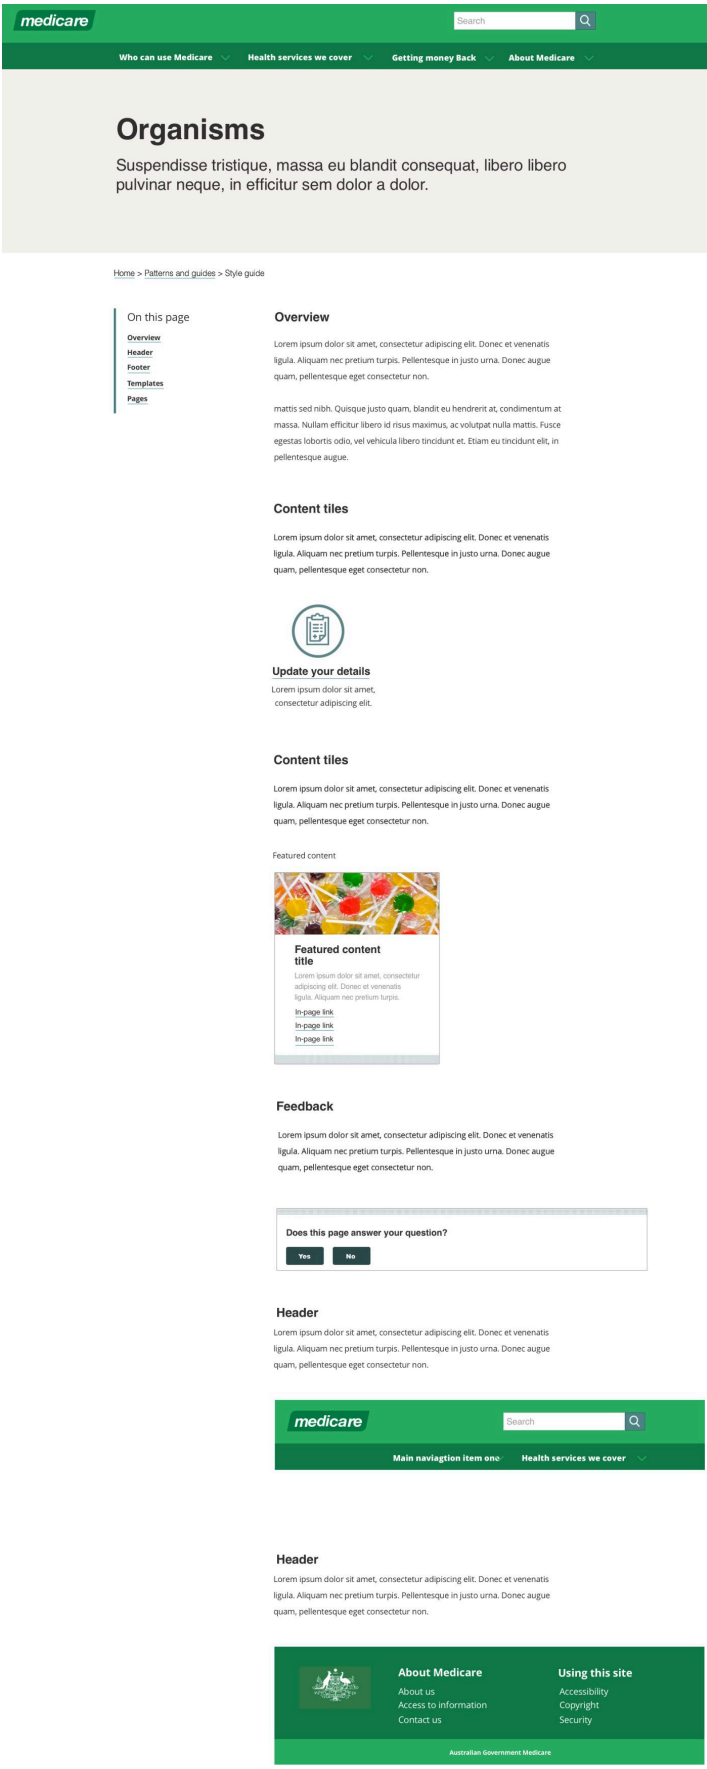 medicare
Search
Who can use Medicare
Health services we cover
Getting money Back
About Medicare
Organisms
Suspendisse tristique, massa eu blandit consequat, libero libero
pulvinar neque, in efficitur sem dolor a dolor.
Home > Patterns and guides > Style guide
On this page
Overview
Header
Footer
Templates
Pages
Overview
Lorem ipsum dolor sit amet, consectetur adipiscing elit. Donec et venenatis
ligula. Aliquam nec pretium turpis. Pellentesque in justo urna. Donec augue
quam, pellentesque eget consectetur non.
mattis sed nibh. Quisque justo quam, blandit eu hendrerit at, condimentum at
massa. Nullam efficitur libero id risus maximus, ac volutpat nulla mattis. Fusce
egestas lobortis odio, vel vehicula libero tincidunt et. Etiam eu tincidunt elit, in
pellentesque augue.
Content tiles
Lorem ipsum dolor sit amet, consectetur adipiscing elit. Donec et venenatis
ligula. Aliquam nec pretium turpis. Pellentesque in justo urna. Donec augue
quam, pellentesque eget consectetur non.
Update your details
Lorem ipsum dolor sit amet,
consectetur adipiscing elit.
Content tiles
Lorem ipsum dolor sit amet, consectetur adipiscing elit. Donec et venenatis
ligula. Aliquam nec pretium turpis. Pellentesque in justo urna. Donec augue
quam, pellentesque eget consectetur non.
Featured content
Featured content
title
Lorem ipsum dolor sit amet, consectetur
adipiscing elit. Donec et venenatis
ligula. Aliquam nec pretium turpis.
In-page link
In-page link
In-page link
Feedback
Lorem ipsum dolor sit amet, consectetur adipiscing elit. Donec et venenatis
ligula. Aliquam nec pretium turpis. Pellentesque in justo urna. Donec augue
quam, pellentesque eget consectetur non.
Does this page answer your question?
Yes
No
Header
Lorem ipsum dolor sit amet, consectetur adipiscing elit. Donec et venenatis
ligula. Aliquam nec pretium turpis. Pellentesque in justo urna. Donec augue
quam, pellentesque eget consectetur non.
medicare
Search
Main naviagtion item one
Health services we cover
Header
Lorem ipsum dolor sit amet, consectetur adipiscing elit. Donec et venenatis
ligula. Aliquam nec pretium turpis. Pellentesque in justo urna. Donec augue
quam, pellentesque eget consectetur non.
About Medicare
About us
Access to information
Contact us
Using this site
Accessibility
Copyright
Security
Australian Government Medicare